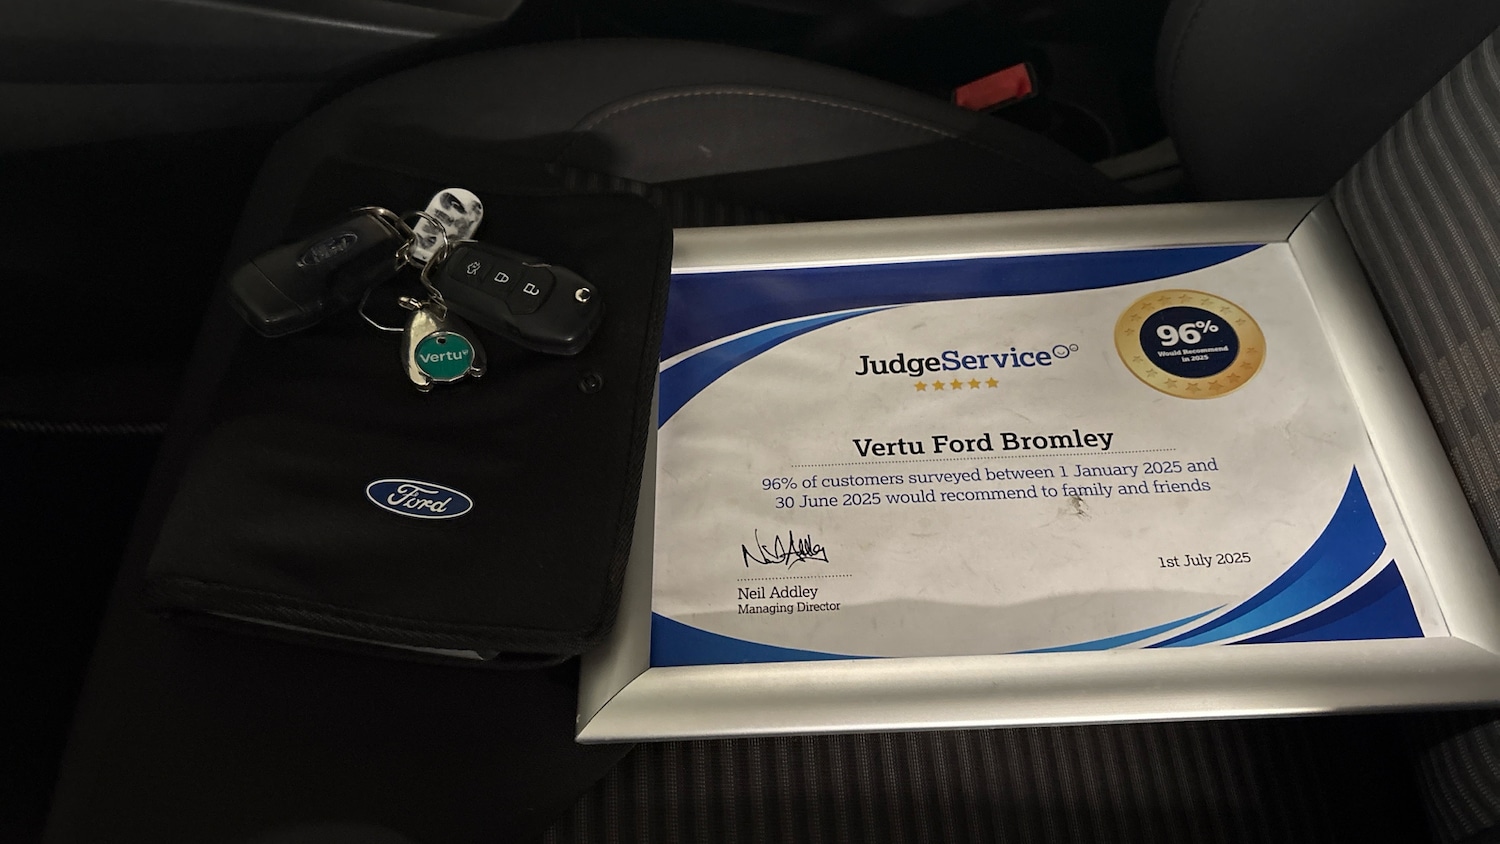 Ford
Vertu
Ford
JudgeService
96%
Would Recommend
in 2025
Vertu Ford Bromley
96% of customers surveyed between 1 January 2025 and
30 June 2025 would recommend to family and friends
1st July 2025
Neil Addley
Managing Director